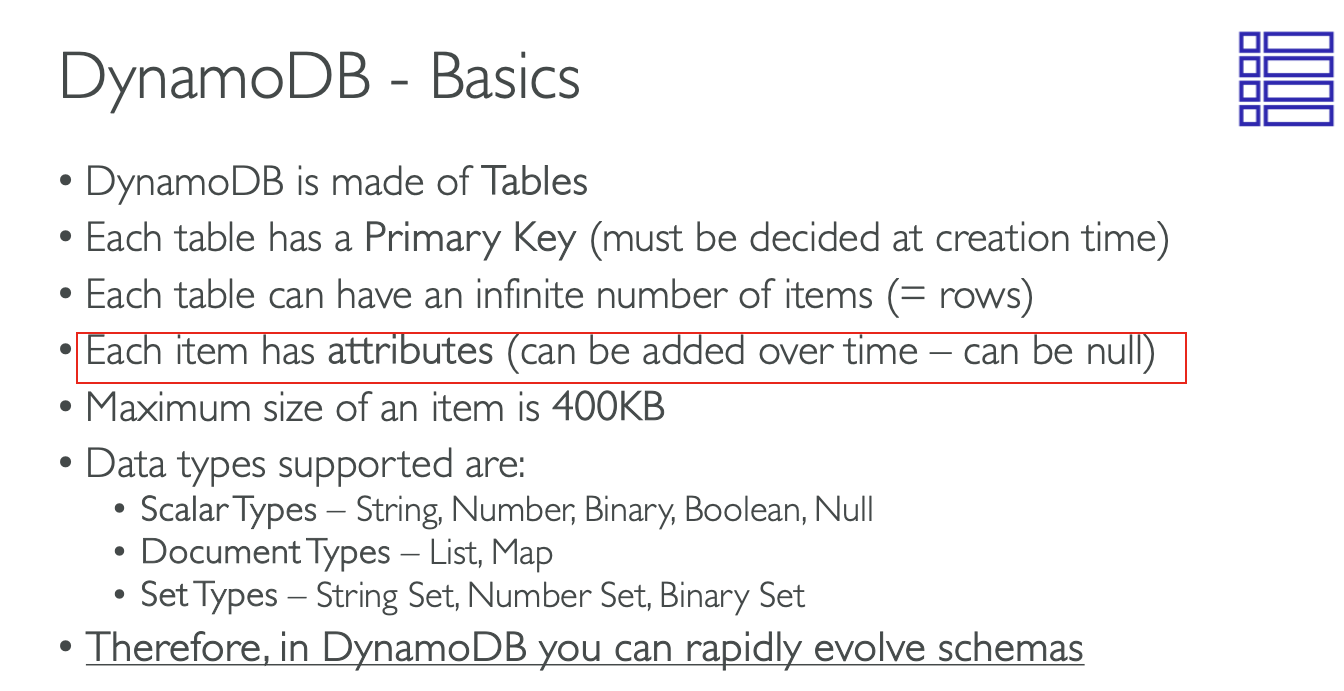 DynamoDB - Basics
• DynamoDB is made of Tables
• Each table has a Primary Key (must be decided at creation time)
• Each table can have an infinite number of items (= rows)
• Each item has attributes (can be added over time – can be null)
• Maximum size of an item is 400KB
• Data types supported are:
• Scalar Types – String, Number, Binary, Boolean, Null
• Document Types – List, Map
• Set Types – String Set, Number Set, Binary Set
• Therefore, in DynamoDB you can rapidly evolve schemas